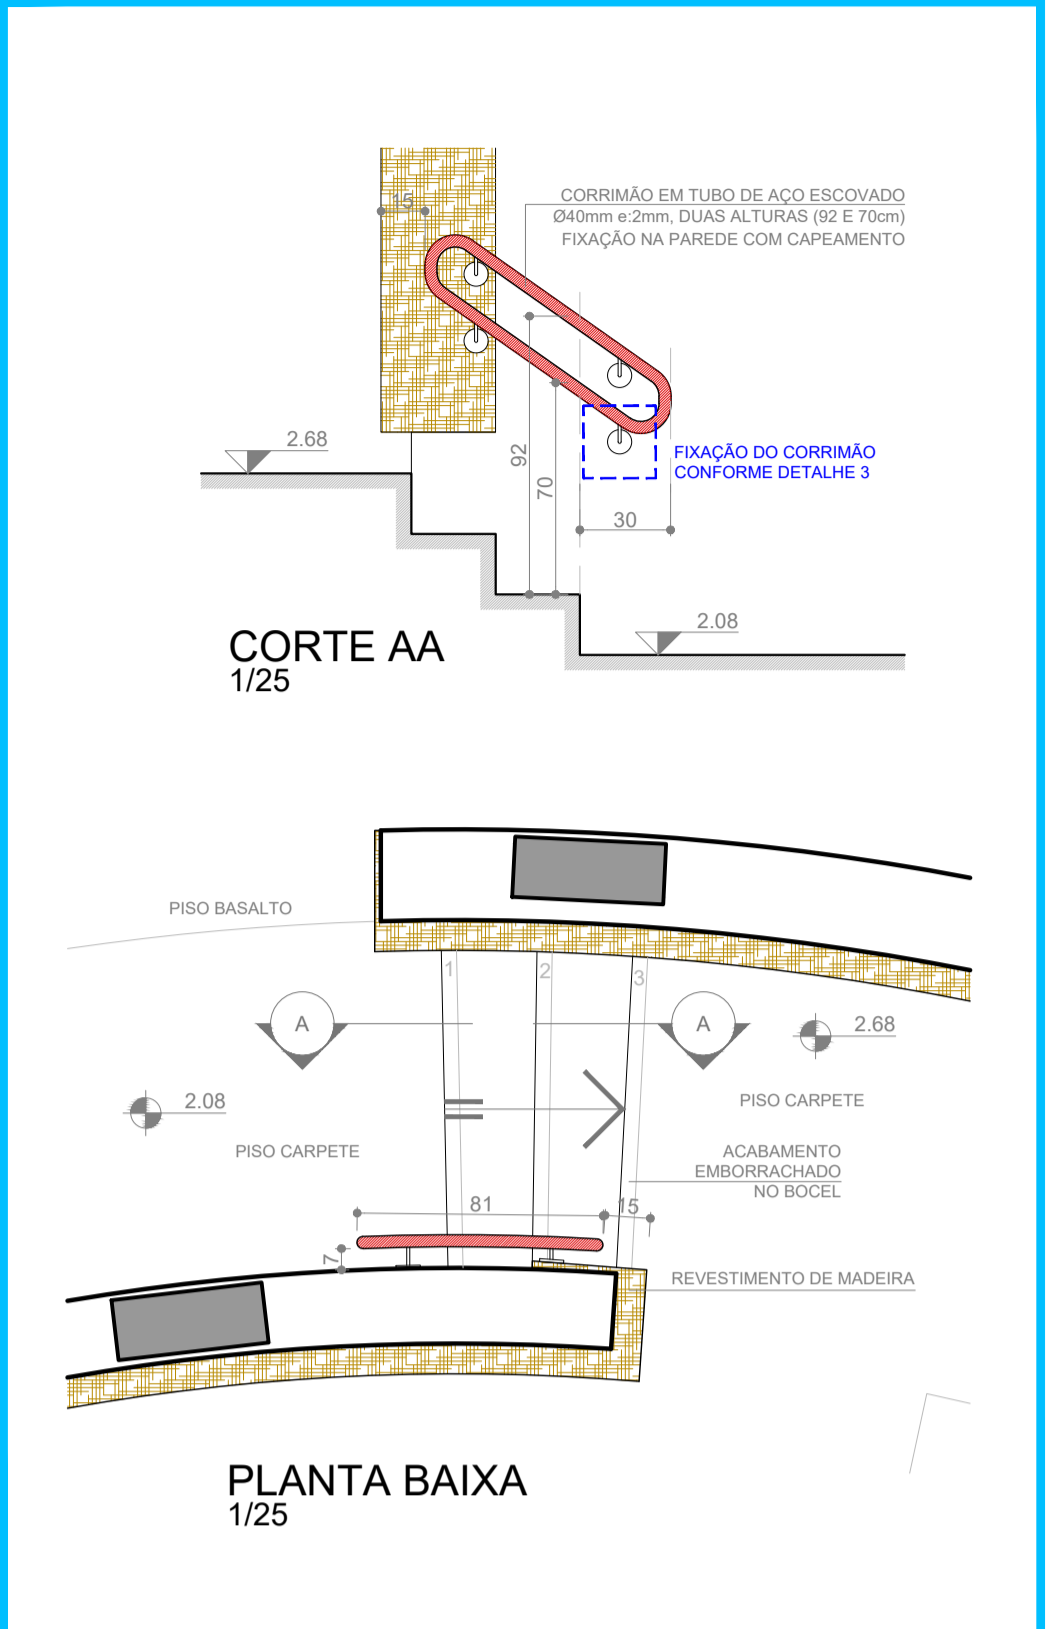 15
CORRIMÃO EM TUBO DE AÇO ESCOVADO
Ø40mm e:2mm, DUAS ALTURAS (92 E 70cm)
FIXAÇÃO NA PAREDE COM CAPEAMENTO
2.68
92
70
FIXAÇÃO DO CORRIMÃO
CONFORME DETALHE 3
30
2.08
CORTE AA
1/25
PISO BASALTO
1
2
3
A
A
2.68
2.08
PISO CARPETE
PISO CARPETE
ACABAMENTO
EMBORRACHADO
NO BOCEL
81
15
7
REVESTIMENTO DE MADEIRA
PLANTA BAIXA
1/25